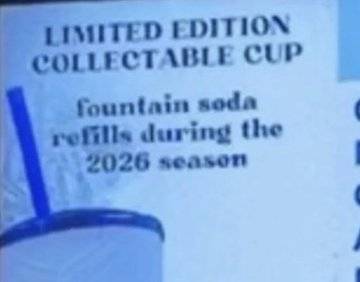 LIMITED EDITION
COLLECTABLE CUP
fountain soda
refills during the
2026 season